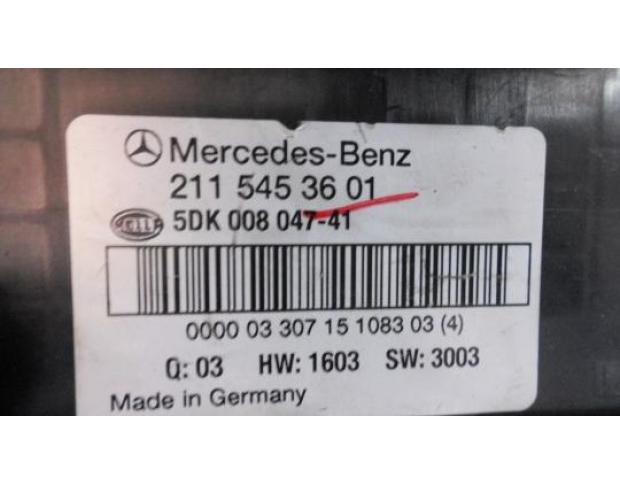 Mercedes-Benz
211 545 36 01
HELLA 5DK 008 047-41
0000 03 307 15 1083 03 (4)
Q: 03 HW: 1603 SW: 3003
Made in Germany